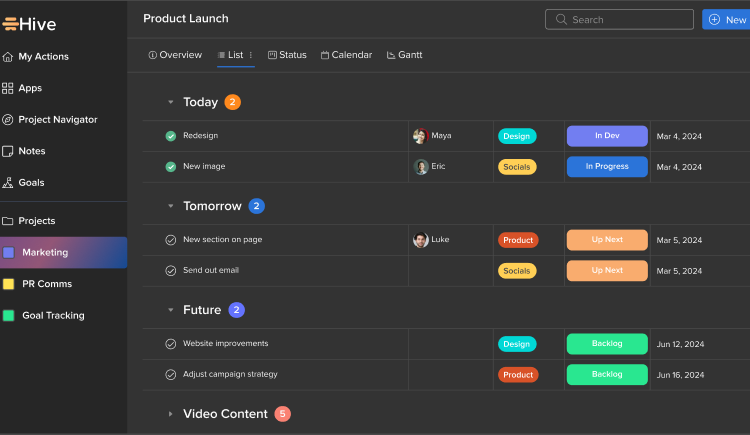 Hive
My Actions
Apps
Project Navigator
Notes
Goals
Projects
Marketing
PR Comms
Goal Tracking
Product Launch
Search
New
Overview
List
Status
Calendar
Gantt
Today 2
Redesign Maya Design In Dev Mar 4, 2024
New image Eric Socials In Progress Mar 4, 2024
Tomorrow 2
New section on page Luke Product Up Next Mar 5, 2024
Send out email Socials Up Next Mar 5, 2024
Future 2
Website improvements Design Backlog Jun 12, 2024
Adjust campaign strategy Product Backlog Jun 16, 2024
Video Content 5